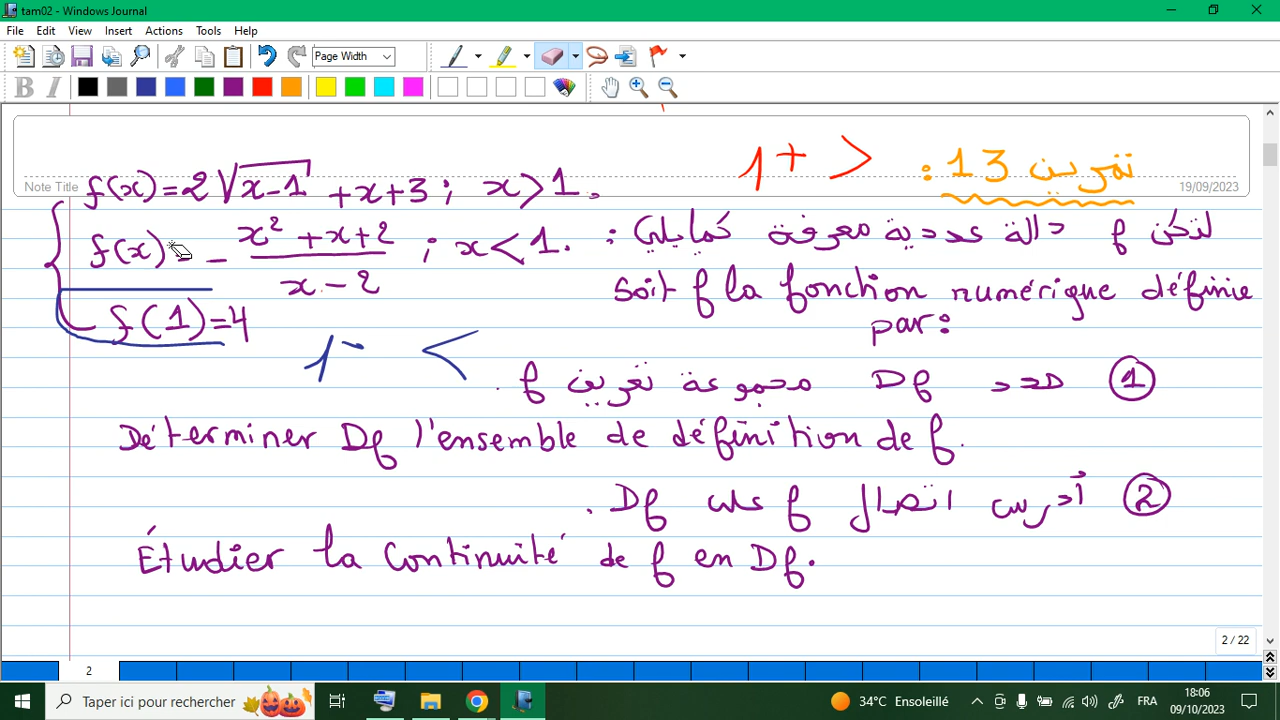 tam02 - Windows Journal
File Edit View Insert Actions Tools Help
Page Width
B I
Note Title
19/09/2023
تمرين 13 :
1+ >
f(x) = 2√(x-1) + x + 3 ; x > 1.
f(x) = - (x² + x + 2)/(x - 2) ; x < 1.
f(1) = 4
1- <
لتكن f دالة عددية معرفة كمايلي :
soit f la fonction numérique définie
par :
① حدد Df مجموعة تعريف f .
Déterminer Df l'ensemble de définition de f.
② أدرس اتصال f على Df .
Étudier la continuité de f en Df.
2 / 22
2
Taper ici pour rechercher
34°C Ensoleillé
FRA
18:06
09/10/2023